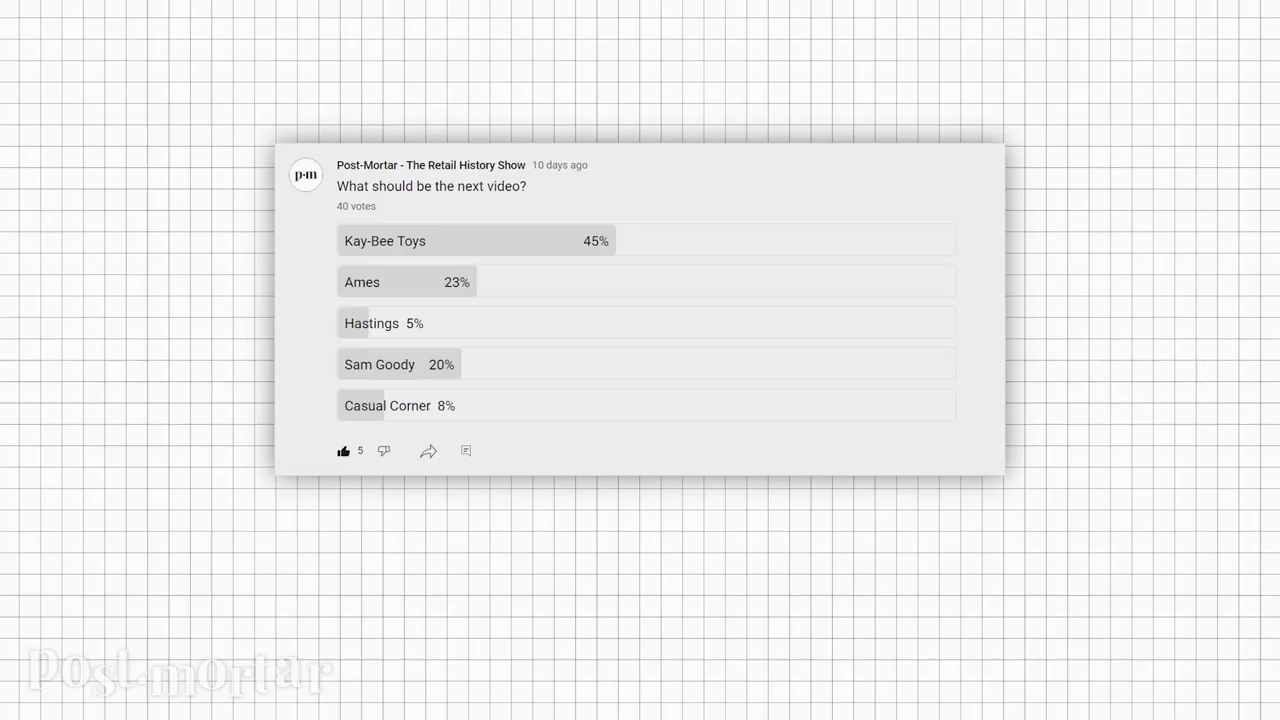 p·m
Post-Mortar - The Retail History Show 10 days ago
What should be the next video?
40 votes
Kay-Bee Toys 45%
Ames 23%
Hastings 5%
Sam Goody 20%
Casual Corner 8%
5
post·mortar